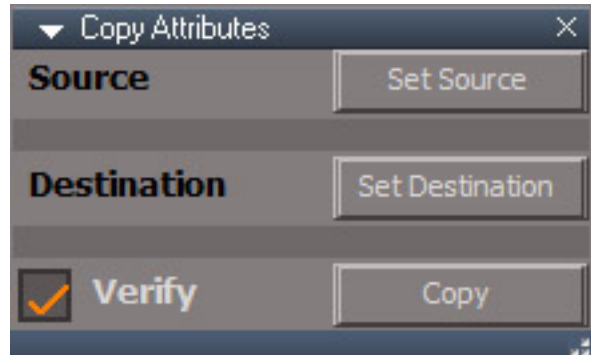 Copy Attributes
Source Set Source
Destination Set Destination
Verify Copy